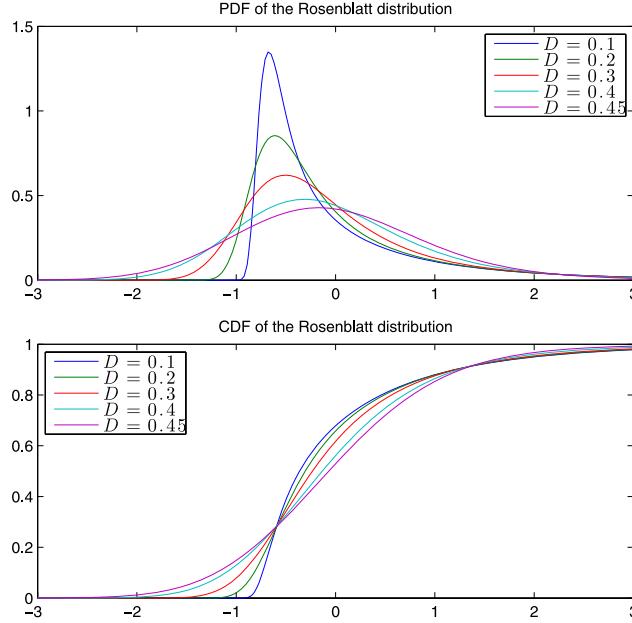 PDF of the Rosenblatt distribution
1.5
1
0.5
0
D = 0.1
D = 0.2
D = 0.3
D = 0.4
D = 0.45
−3 −2 −1 0 1 2 3
CDF of the Rosenblatt distribution
1
0.8
0.6
0.4
0.2
0
D = 0.1
D = 0.2
D = 0.3
D = 0.4
D = 0.45
−3 −2 −1 0 1 2 3